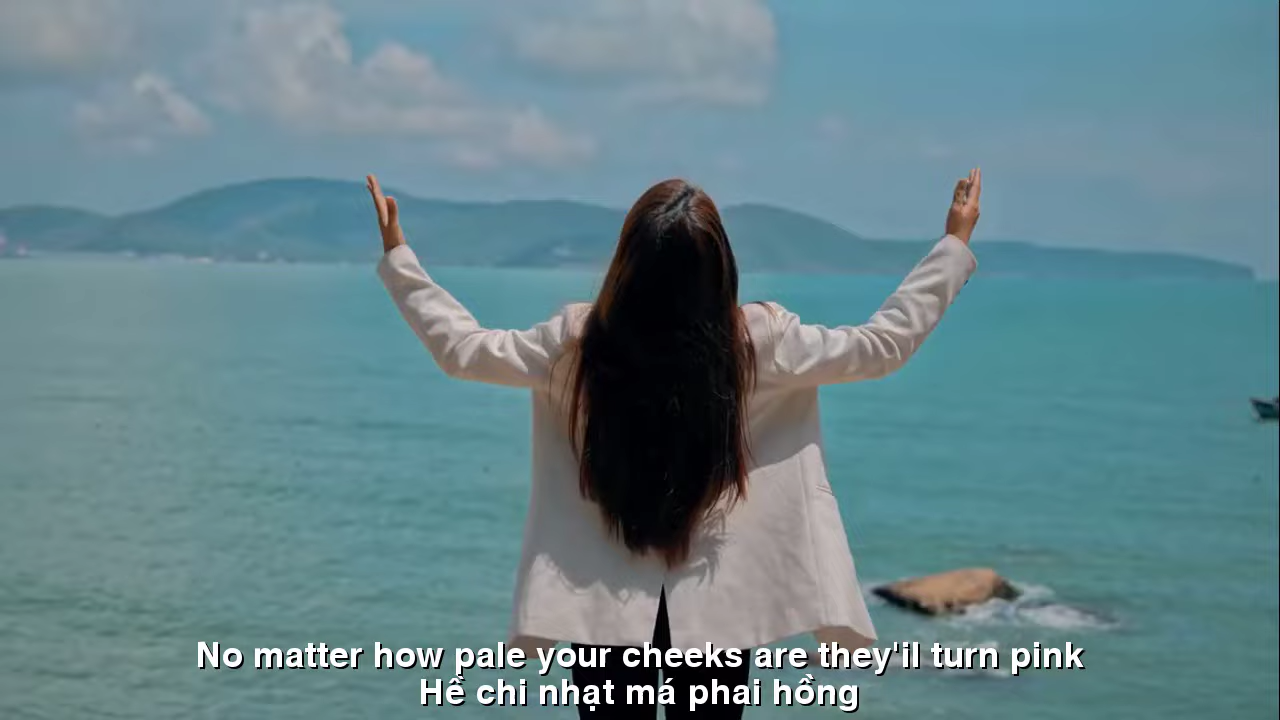 No matter how pale your cheeks are they'il turn pink
Hề chi nhạt má phai hồng